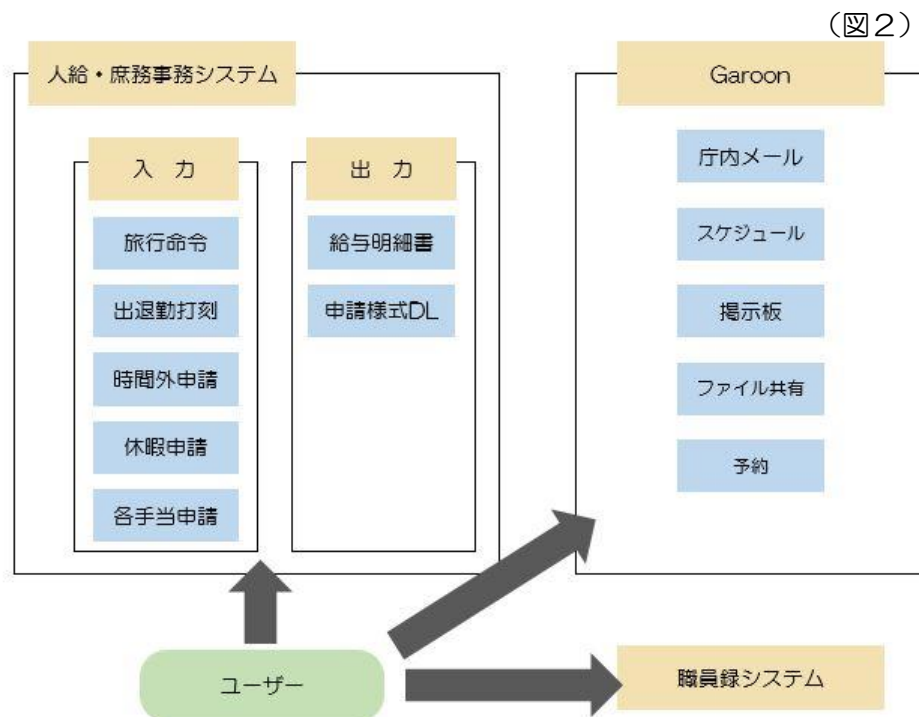 (図２)
人給・庶務事務システム
入 力
旅行命令
出退勤打刻
時間外申請
休暇申請
各手当申請
出 力
給与明細書
申請様式DL
Garoon
庁内メール
スケジュール
掲示板
ファイル共有
予約
ユーザー
職員録システム